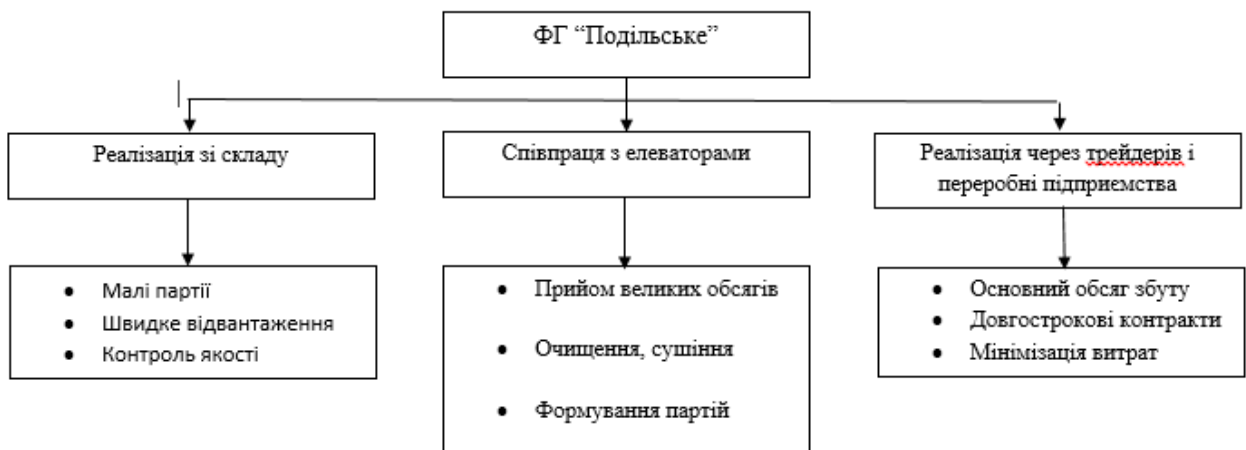 ФГ “Подільське”
Реалізація зі складу
Співпраця з елеваторами
Реалізація через трейдерів і
переробні підприємства
• Малі партії
• Швидке відвантаження
• Контроль якості
• Прийом великих обсягів
• Очищення, сушіння
• Формування партій
• Основний обсяг збуту
• Довгострокові контракти
• Мінімізація витрат